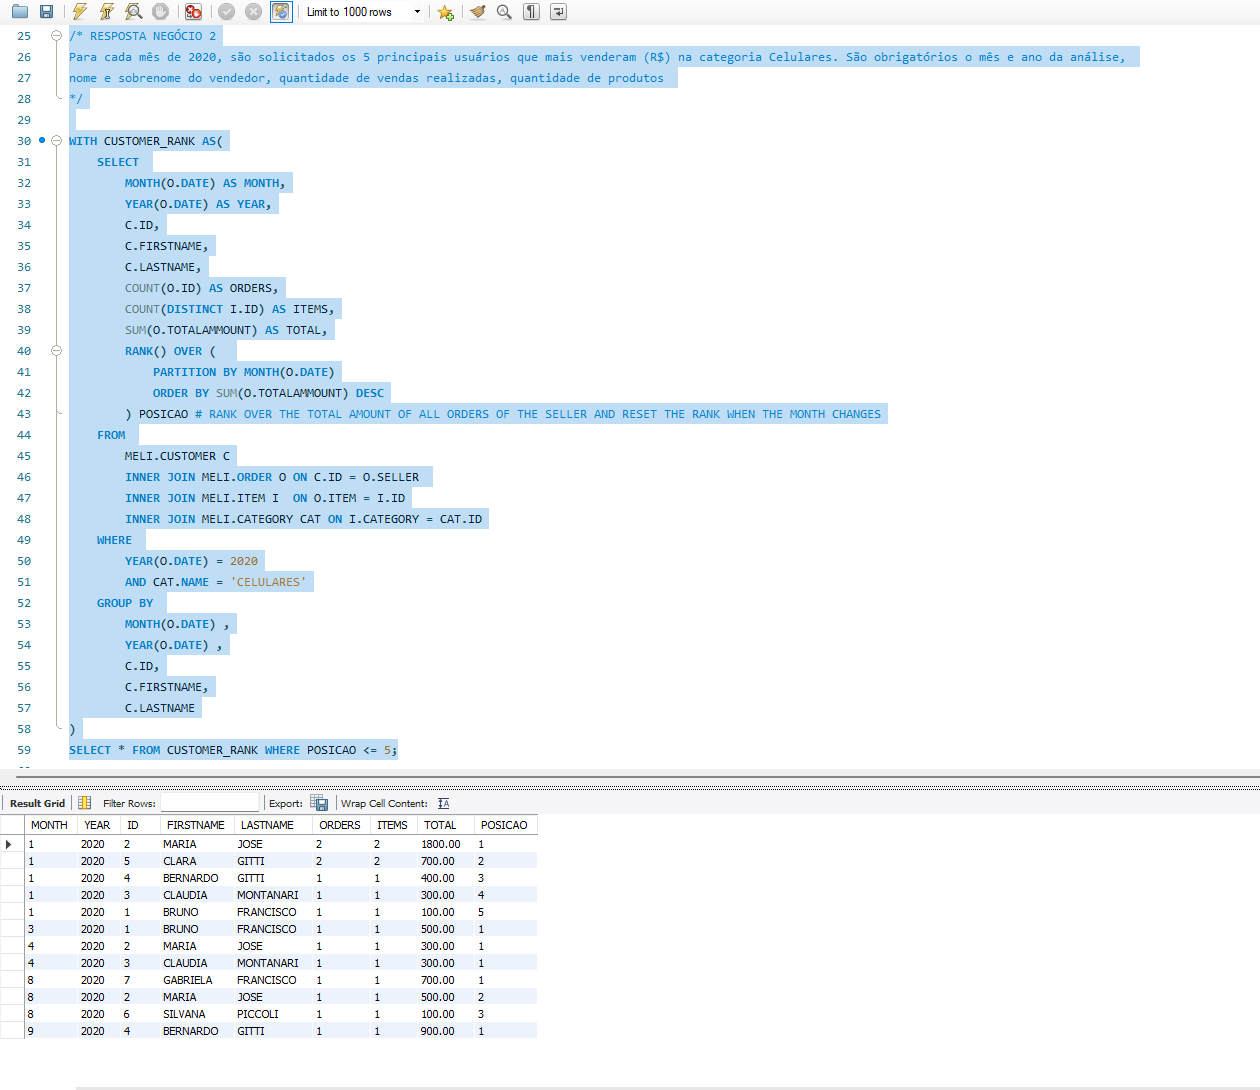 Limit to 1000 rows
25 /* RESPOSTA NEGÓCIO 2
26 Para cada mês de 2020, são solicitados os 5 principais usuários que mais venderam (R$) na categoria Celulares. São obrigatórios o mês e ano da análise,
27 nome e sobrenome do vendedor, quantidade de vendas realizadas, quantidade de produtos
28 */
29
30 WITH CUSTOMER_RANK AS(
31 SELECT
32 MONTH(O.DATE) AS MONTH,
33 YEAR(O.DATE) AS YEAR,
34 C.ID,
35 C.FIRSTNAME,
36 C.LASTNAME,
37 COUNT(O.ID) AS ORDERS,
38 COUNT(DISTINCT I.ID) AS ITEMS,
39 SUM(O.TOTALAMMOUNT) AS TOTAL,
40 RANK() OVER (
41 PARTITION BY MONTH(O.DATE)
42 ORDER BY SUM(O.TOTALAMMOUNT) DESC
43 ) POSICAO # RANK OVER THE TOTAL AMOUNT OF ALL ORDERS OF THE SELLER AND RESET THE RANK WHEN THE MONTH CHANGES
44 FROM
45 MELI.CUSTOMER C
46 INNER JOIN MELI.ORDER O ON C.ID = O.SELLER
47 INNER JOIN MELI.ITEM I  ON O.ITEM = I.ID
48 INNER JOIN MELI.CATEGORY CAT ON I.CATEGORY = CAT.ID
49 WHERE
50 YEAR(O.DATE) = 2020
51 AND CAT.NAME = 'CELULARES'
52 GROUP BY
53 MONTH(O.DATE) ,
54 YEAR(O.DATE) ,
55 C.ID,
56 C.FIRSTNAME,
57 C.LASTNAME
58 )
59 SELECT * FROM CUSTOMER_RANK WHERE POSICAO <= 5;
Result Grid Filter Rows: Export: Wrap Cell Content:
MONTH YEAR ID FIRSTNAME LASTNAME ORDERS ITEMS TOTAL POSICAO
1 2020 2 MARIA JOSE 2 2 1800.00 1
1 2020 5 CLARA GITTI 2 2 700.00 2
1 2020 4 BERNARDO GITTI 1 1 400.00 3
1 2020 3 CLAUDIA MONTANARI 1 1 300.00 4
1 2020 1 BRUNO FRANCISCO 1 1 100.00 5
3 2020 1 BRUNO FRANCISCO 1 1 500.00 1
4 2020 2 MARIA JOSE 1 1 300.00 1
4 2020 3 CLAUDIA MONTANARI 1 1 300.00 1
8 2020 7 GABRIELA FRANCISCO 1 1 700.00 1
8 2020 2 MARIA JOSE 1 1 500.00 2
8 2020 6 SILVANA PICCOLI 1 1 100.00 3
9 2020 4 BERNARDO GITTI 1 1 900.00 1